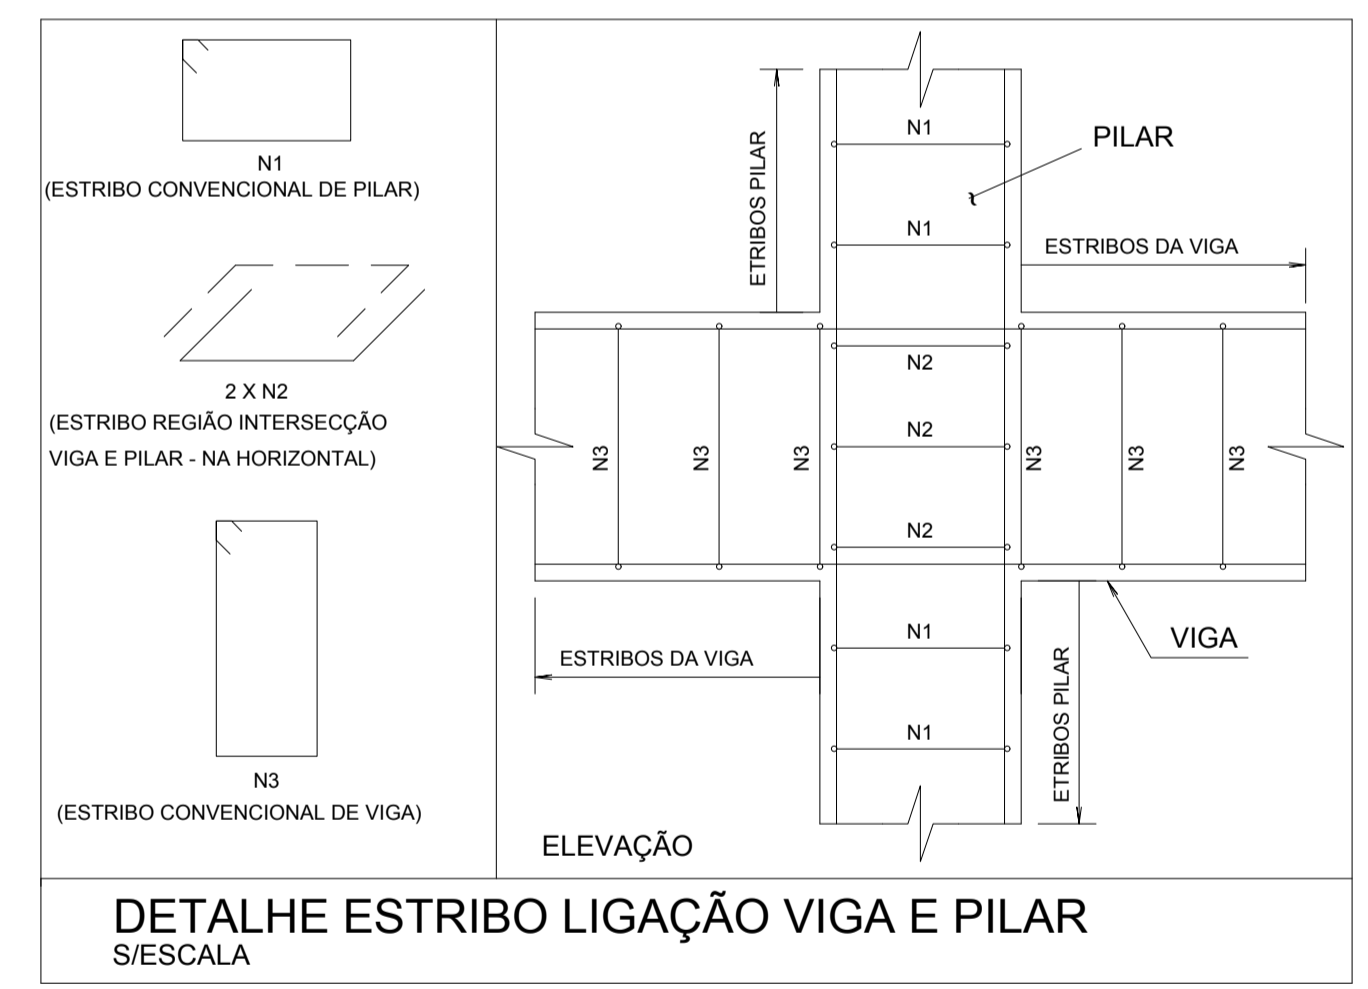 N1
(ESTRIBO CONVENCIONAL DE PILAR)
2 X N2
(ESTRIBO REGIÃO INTERSECÇÃO
VIGA E PILAR - NA HORIZONTAL)
N3
(ESTRIBO CONVENCIONAL DE VIGA)
N1
PILAR
ETRIBOS PILAR
N1
ESTRIBOS DA VIGA
N2
N2
N3
N3
N3
N3
N3
N3
N2
N1
VIGA
ESTRIBOS DA VIGA
ETRIBOS PILAR
N1
ELEVAÇÃO
DETALHE ESTRIBO LIGAÇÃO VIGA E PILAR
S/ESCALA